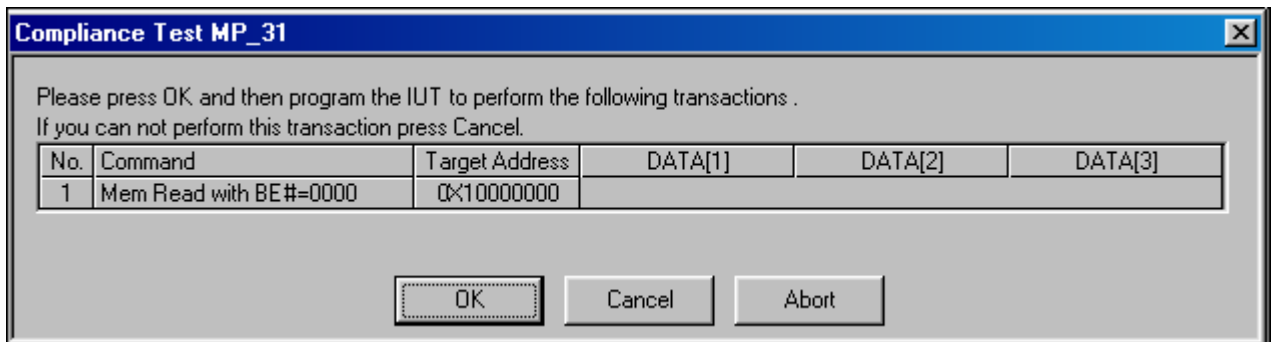 Compliance Test MP_31
Please press OK and then program the IUT to perform the following transactions .
If you can not perform this transaction press Cancel.
No. Command Target Address DATA[1] DATA[2] DATA[3]
1 Mem Read with BE#=0000 0X10000000
OK Cancel Abort